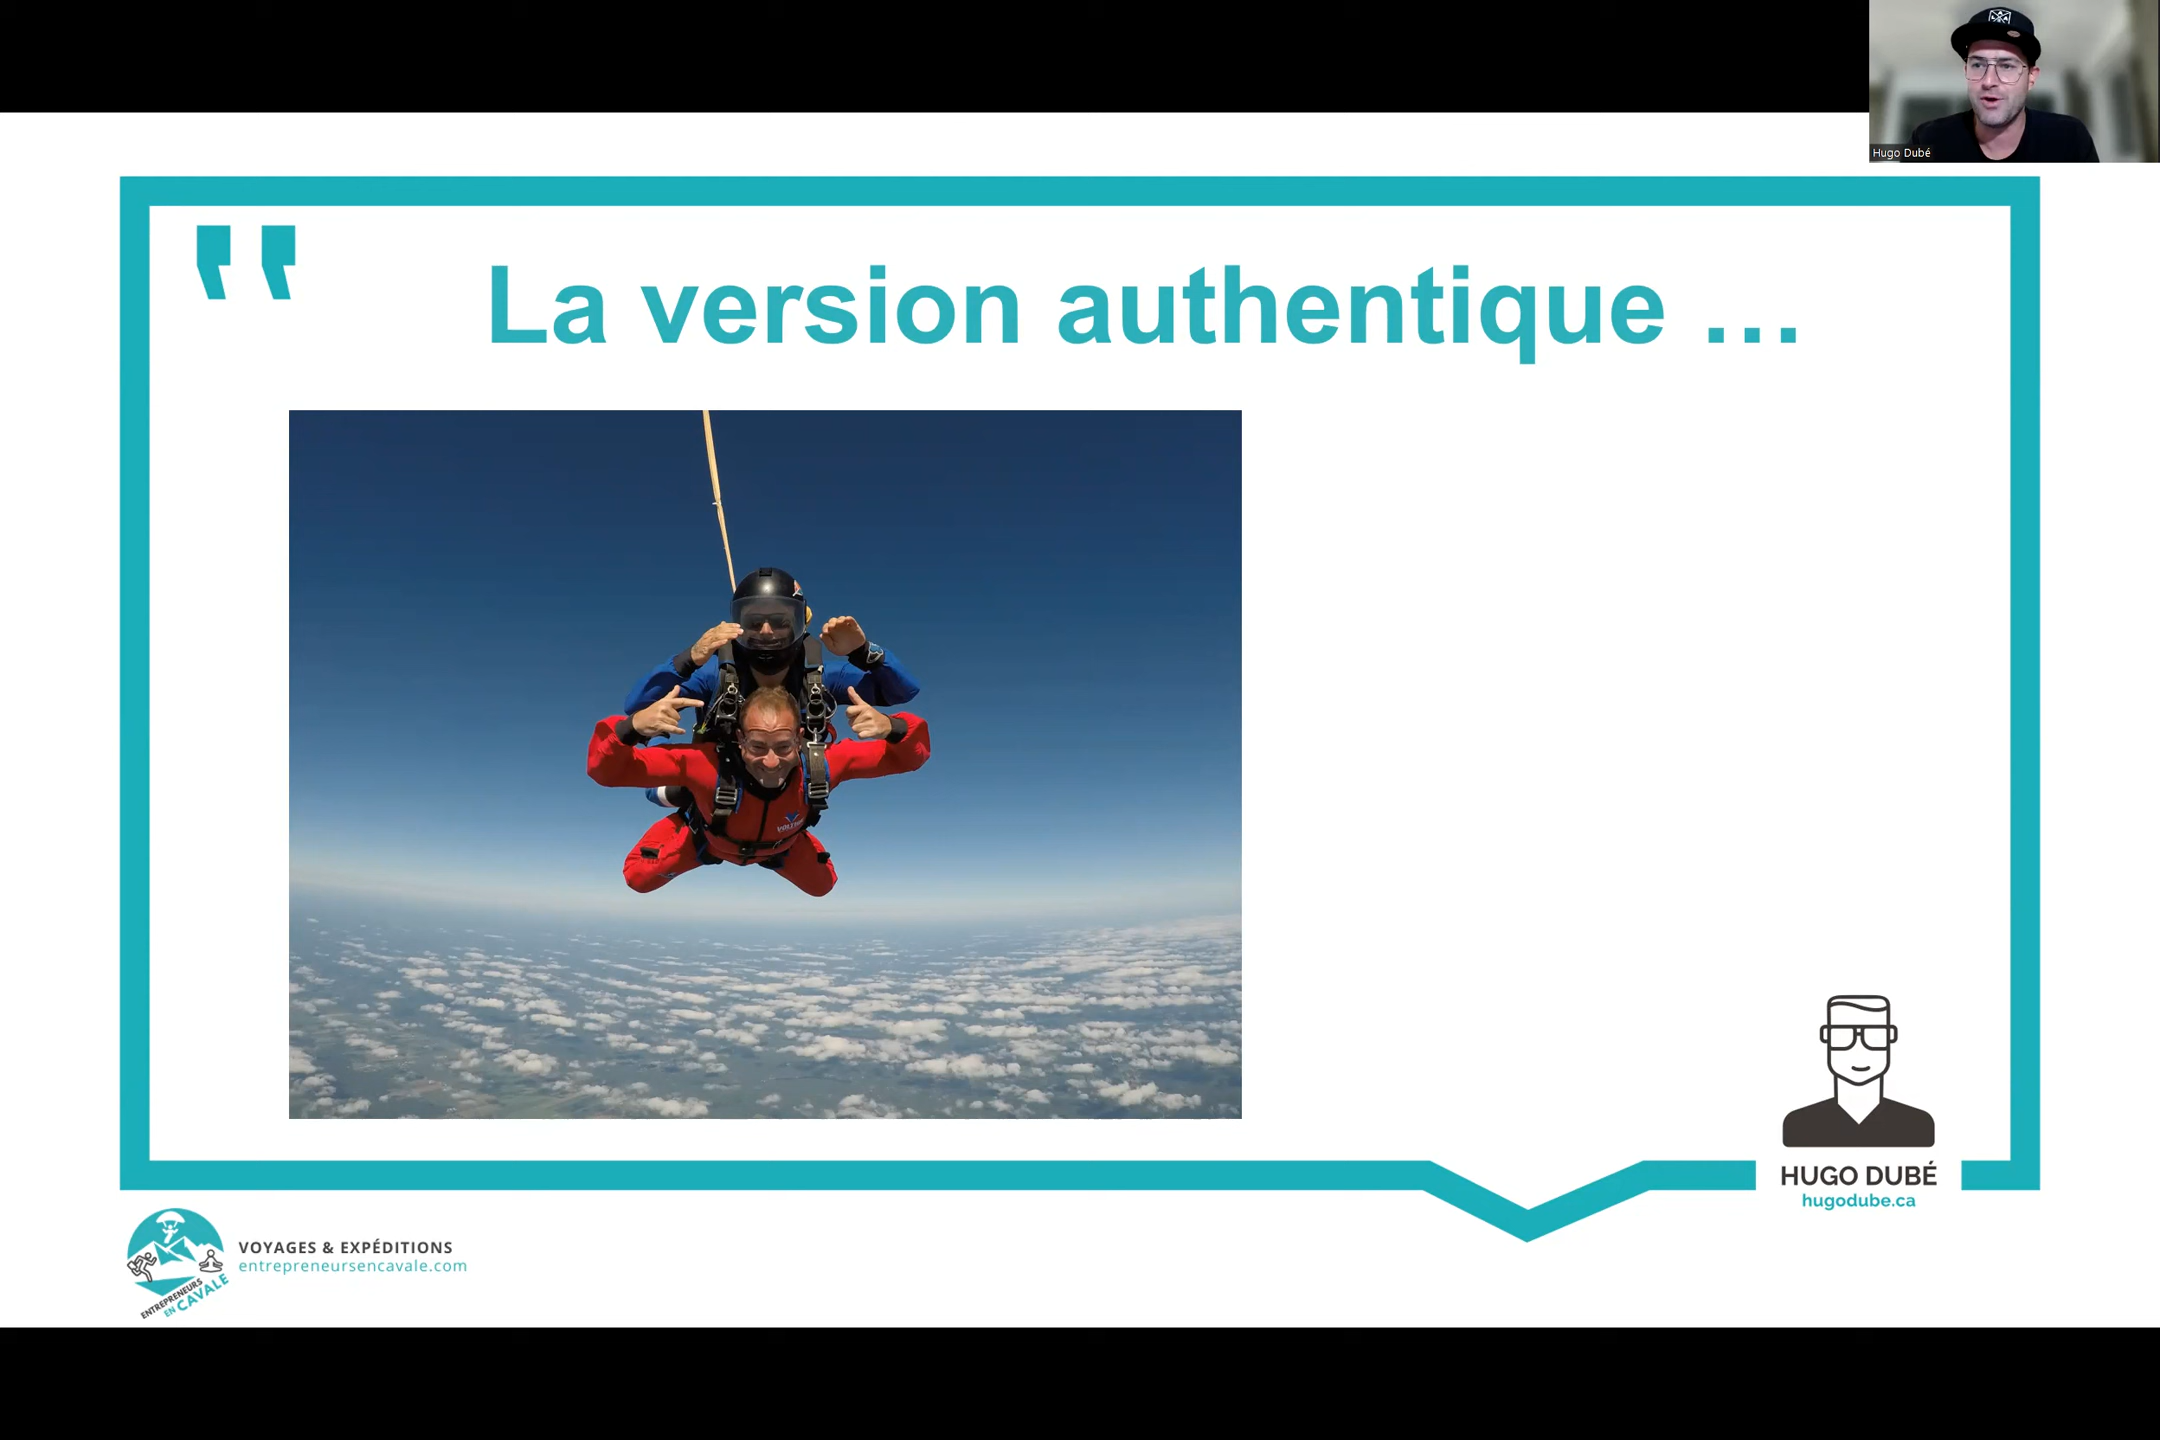 Hugo Dubé
La version authentique ...
HUGO DUBÉ
hugodube.ca
VOYAGES & EXPÉDITIONS
entrepreneursencavale.com
ENTREPRENEURS
EN CAVALE